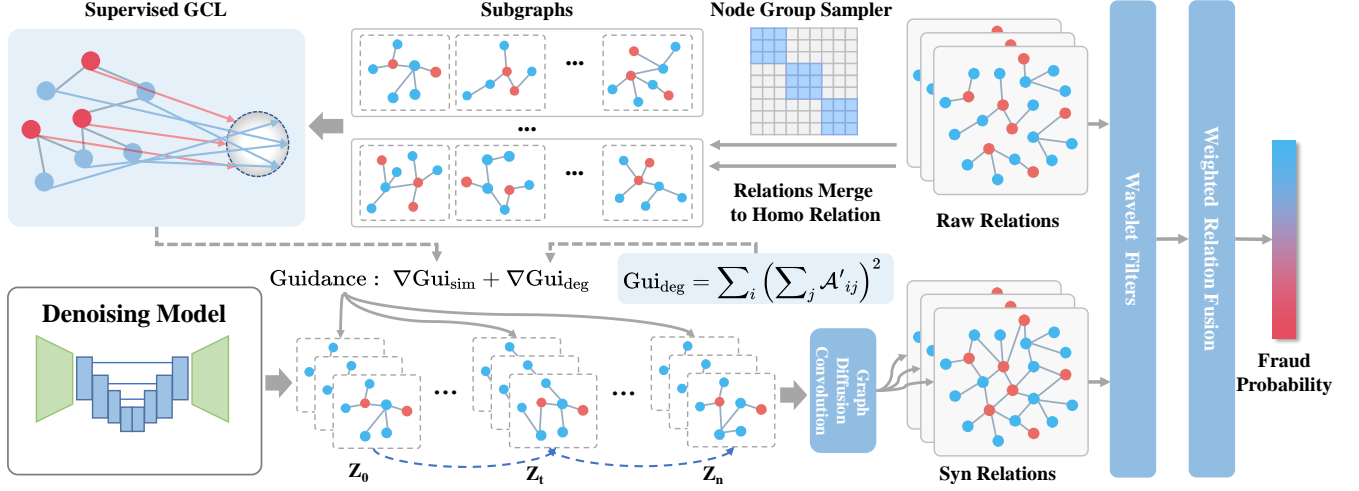 Supervised GCL
Subgraphs
Node Group Sampler
...
...
...
Relations Merge
to Homo Relation
Raw Relations
Wavelet Filters
Weighted Relation Fusion
Fraud
Probability
Guidance : ∇Gui_sim + ∇Gui_deg
Gui_deg = ∑_i (∑_j 𝒜′_ij)^2
Denoising Model
...
...
Z_0
Z_t
Z_n
Graph
Diffusion
Convolution
Syn Relations